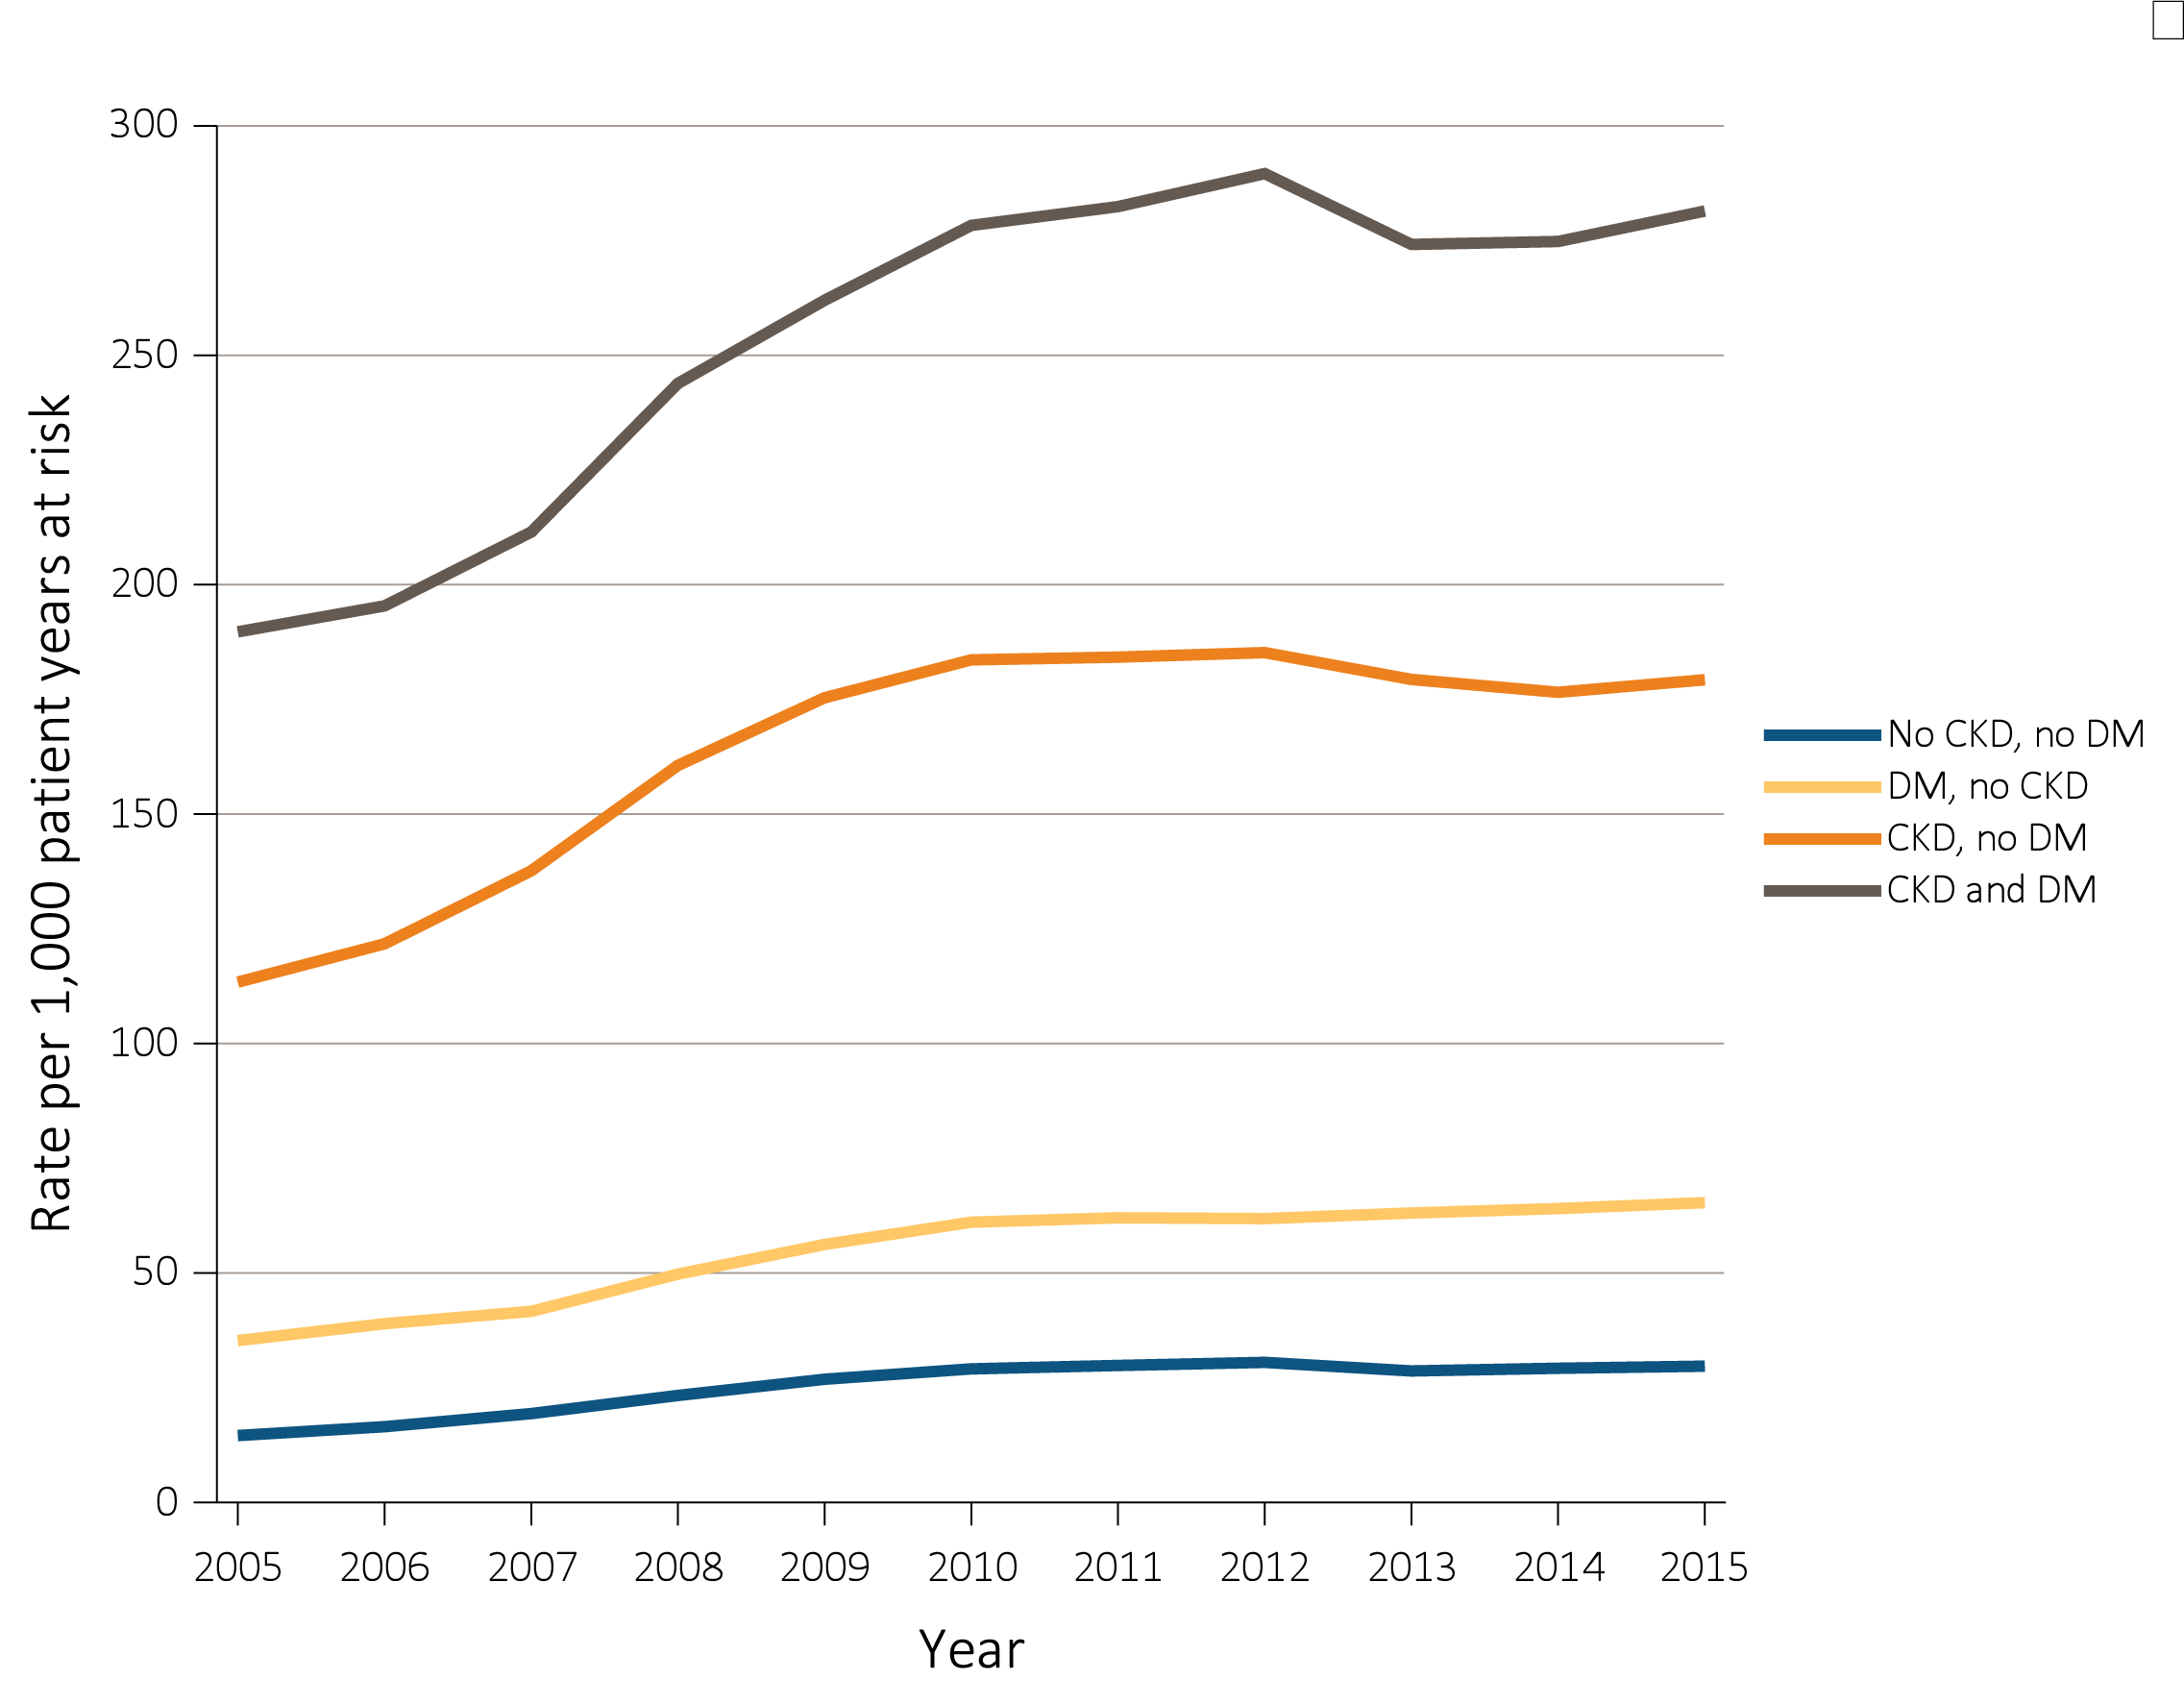 Rate per 1,000 patient years at risk
300
250
200
150
100
50
0
2005 2006 2007 2008 2009 2010 2011 2012 2013 2014 2015
Year
No CKD, no DM
DM, no CKD
CKD, no DM
CKD and DM